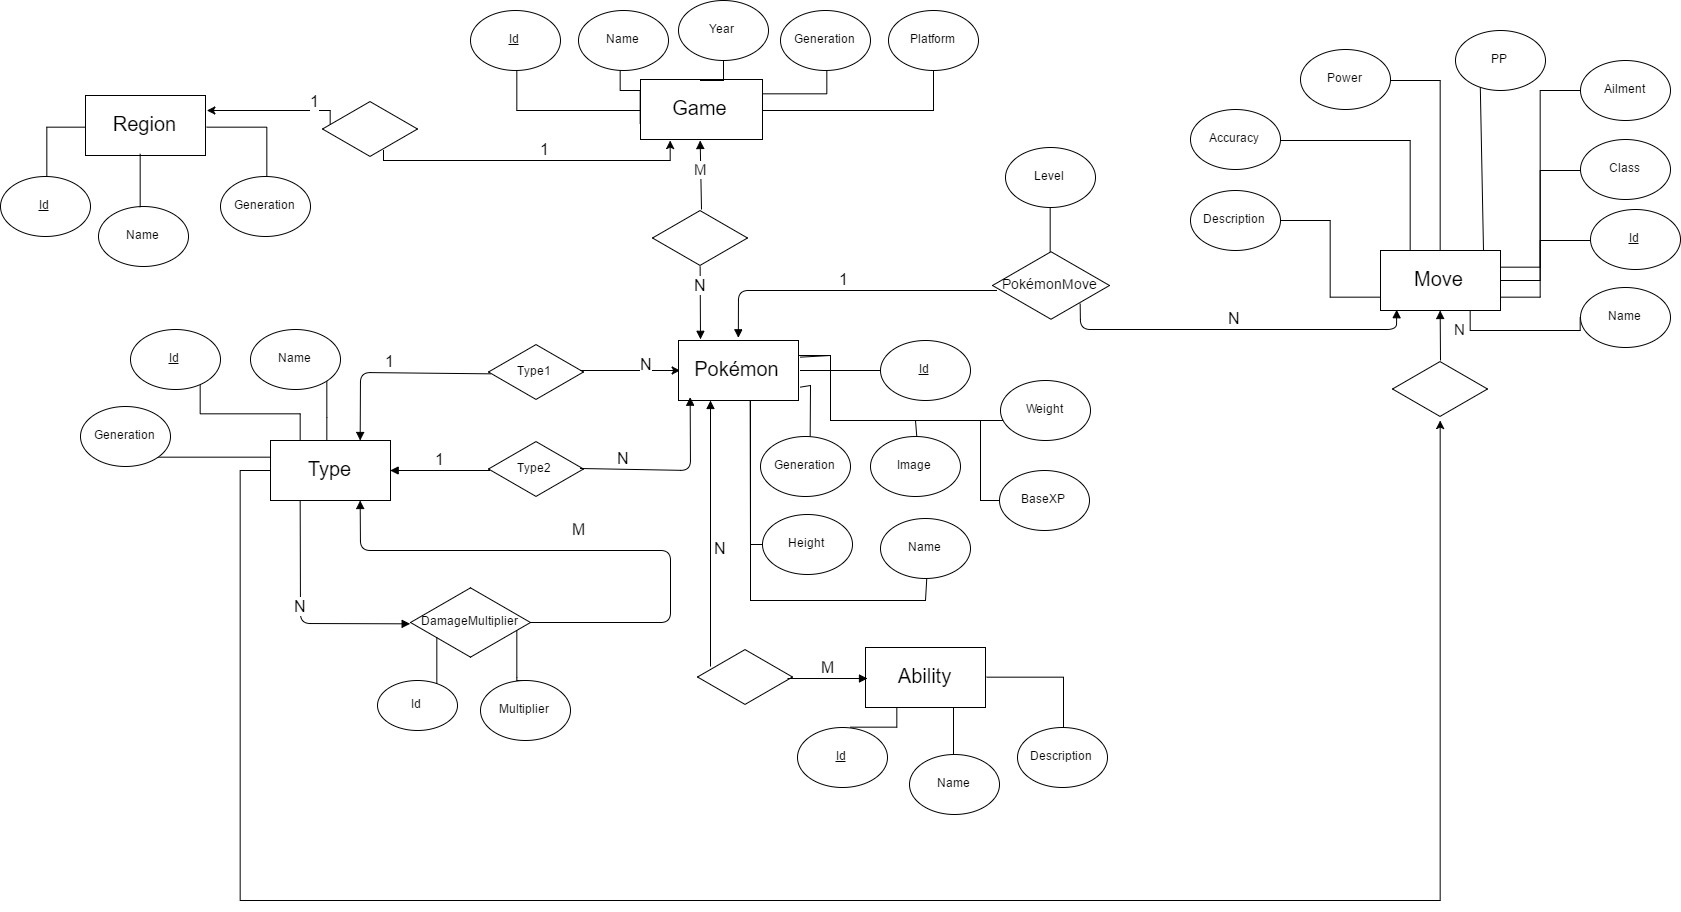 Year
Id
Name
Generation
Platform
PP
Power
Ailment
1
Region
Game
Accuracy
1
M
Class
Level
Id
Name
Generation
Description
Id
N
1
PokémonMove
Move
N
N
Name
Id
Name
1
Type1
N
Pokémon
Id
Weight
Generation
Type
1
Type2
N
Generation
Image
BaseXP
M
N
Height
Name
N
DamageMultiplier
Id
Multiplier
M
Ability
Id
Name
Description